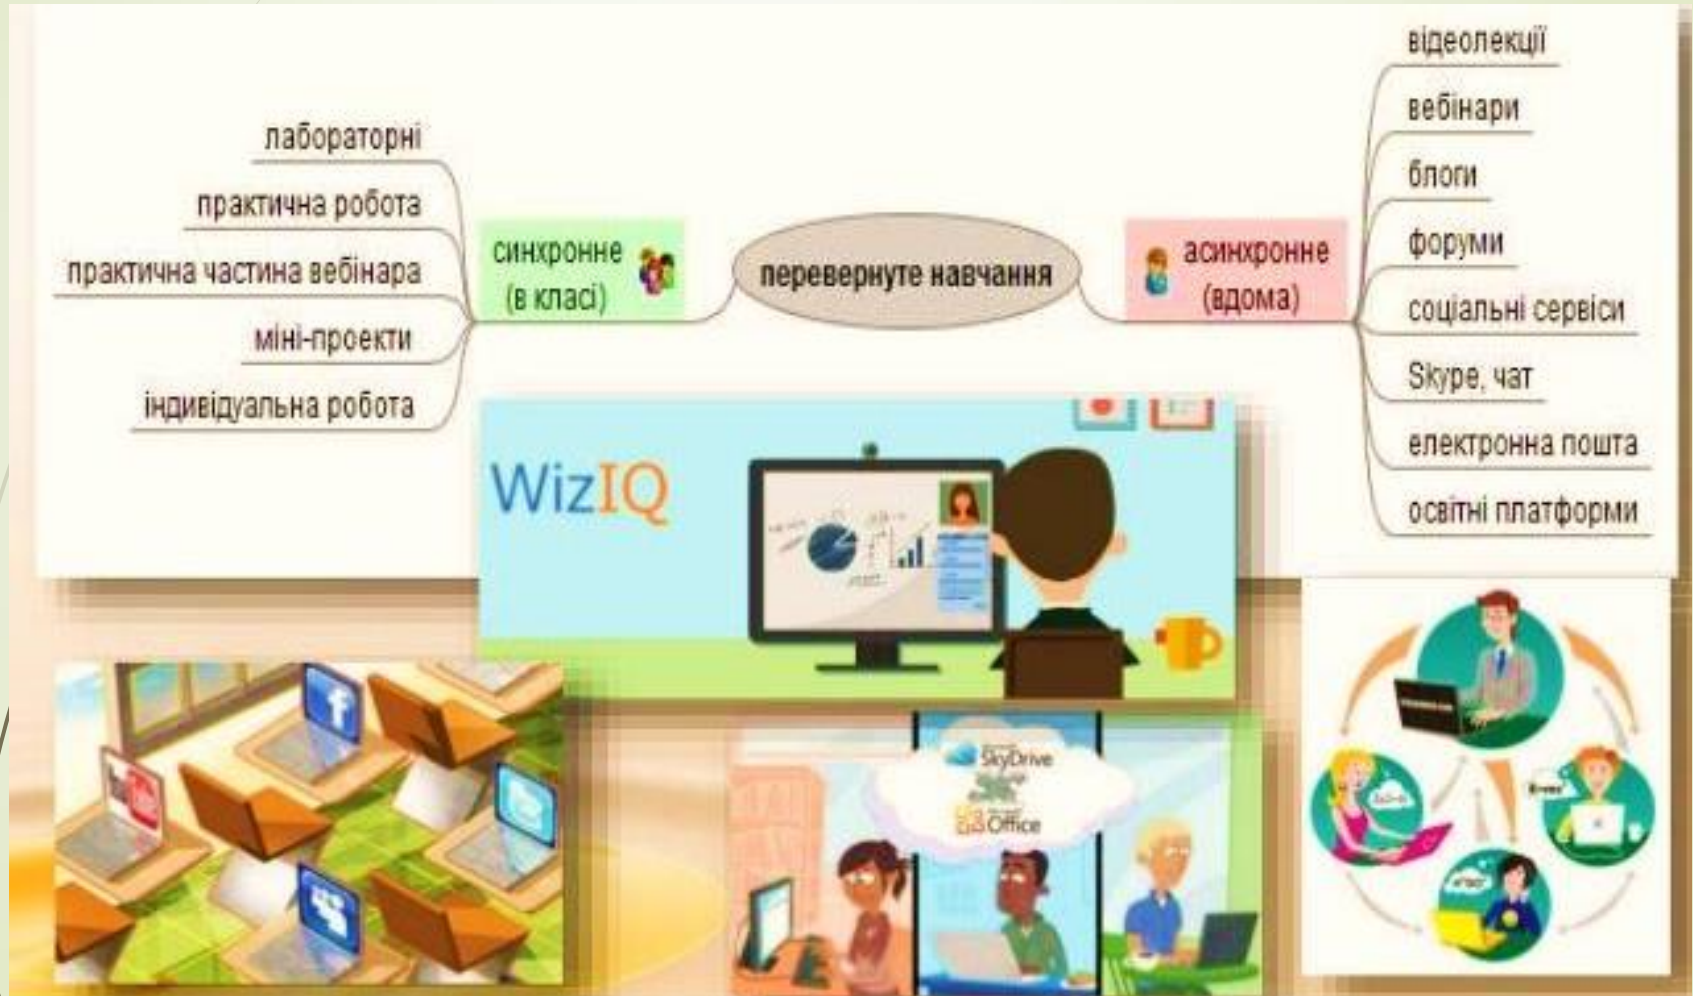 лабораторні
практична робота
практична частина вебінара
міні-проекти
індивідуальна робота
синхронне
(в класі)
перевернуте навчання
асинхронне
(вдома)
відеолекції
вебінари
блоги
форуми
соціальні сервіси
Skype, чат
електронна пошта
освітні платформи
WizIQ
SkyDrive
Office